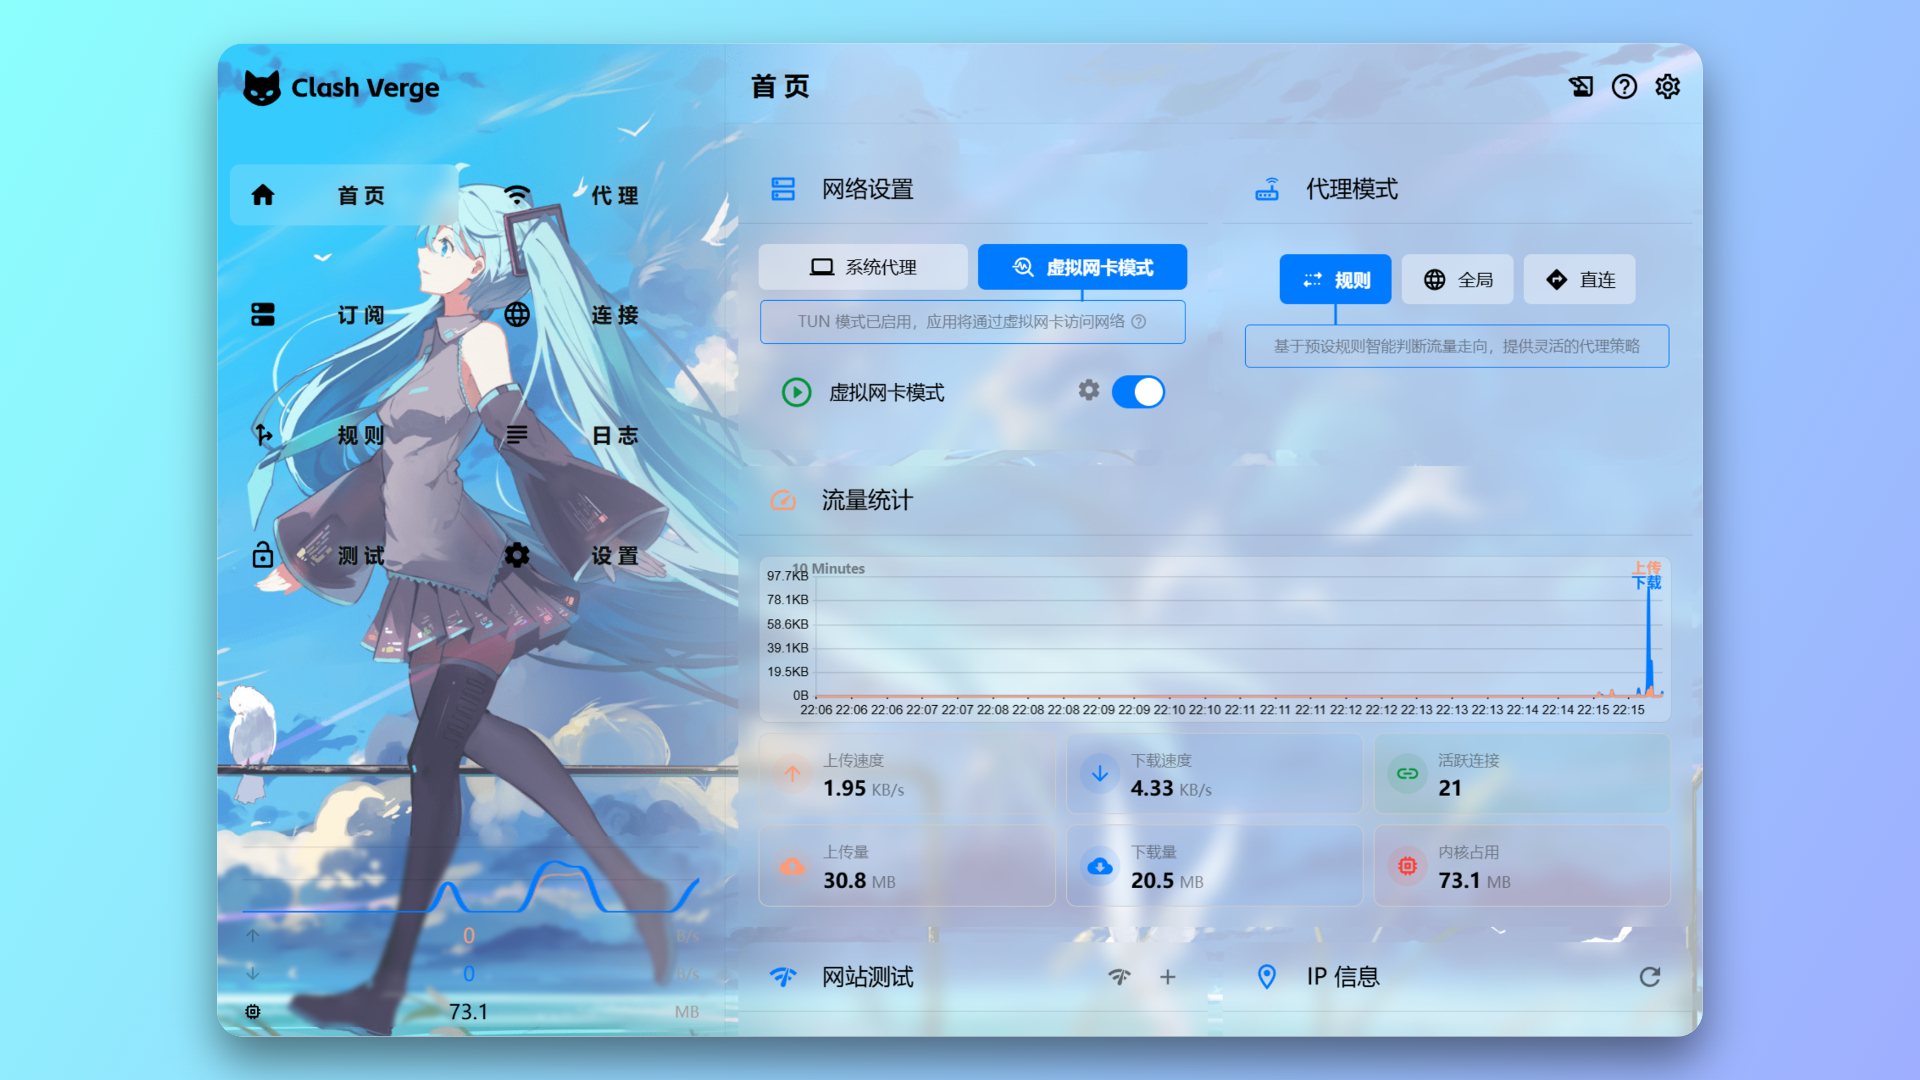 Clash Verge
首页
首页
代理
订阅
连接
规则
日志
测试
设置
0
B/s
0
B/s
73.1
MB
网络设置
系统代理
虚拟网卡模式
TUN 模式已启用，应用将通过虚拟网卡访问网络
虚拟网卡模式
代理模式
规则
全局
直连
基于预设规则智能判断流量走向，提供灵活的代理策略
流量统计
10 Minutes
上传
下载
97.7KB
78.1KB
58.6KB
39.1KB
19.5KB
0B
22:06 22:06 22:06 22:07 22:07 22:08 22:08 22:08 22:09 22:09 22:10 22:10 22:11 22:11 22:11 22:12 22:12 22:13 22:13 22:13 22:14 22:14 22:15 22:15
上传速度
1.95 KB/s
下载速度
4.33 KB/s
活跃连接
21
上传量
30.8 MB
下载量
20.5 MB
内核占用
73.1 MB
网站测试
IP 信息